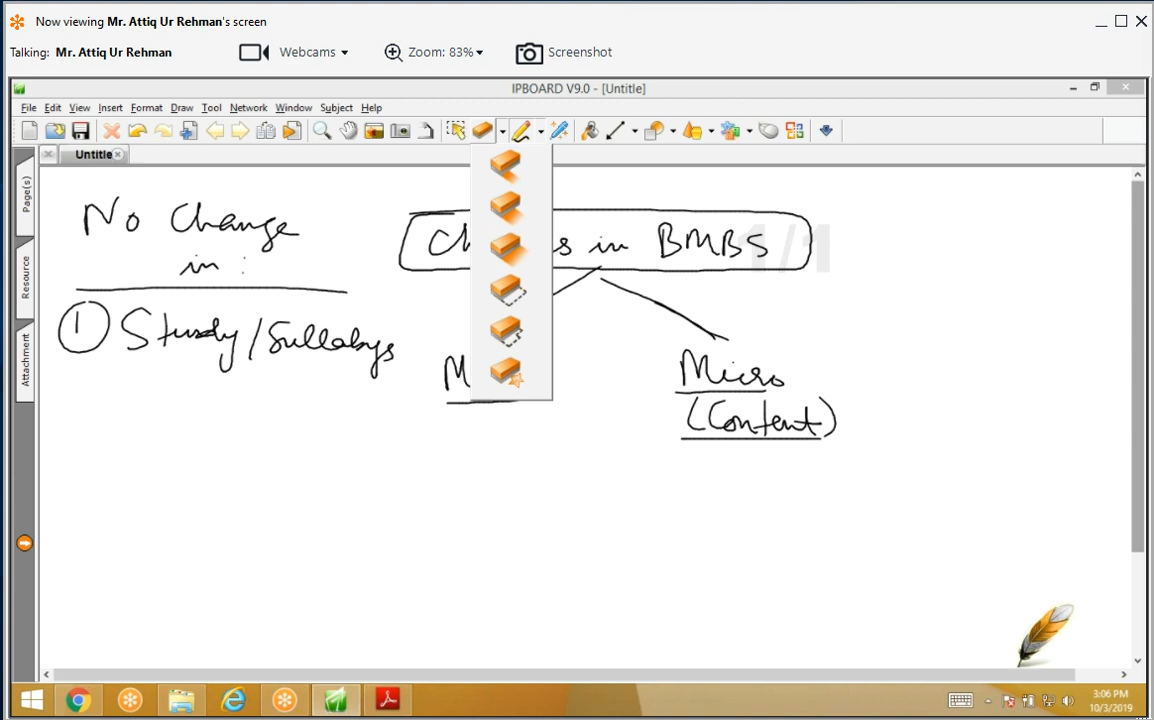 Now viewing Mr. Attiq Ur Rehman's screen
Talking: Mr. Attiq Ur Rehman Webcams Zoom: 83% Screenshot
IPBOARD V9.0 - [Untitle]
File Edit View Insert Format Draw Tool Network Window Subject Help
Untitle
Page(s)
Resource
Attachment
1/1
No Change
in :
Ch s in BMBS
① Study/Sullabys
M
Micro
(Content)
3:06 PM
10/3/2019